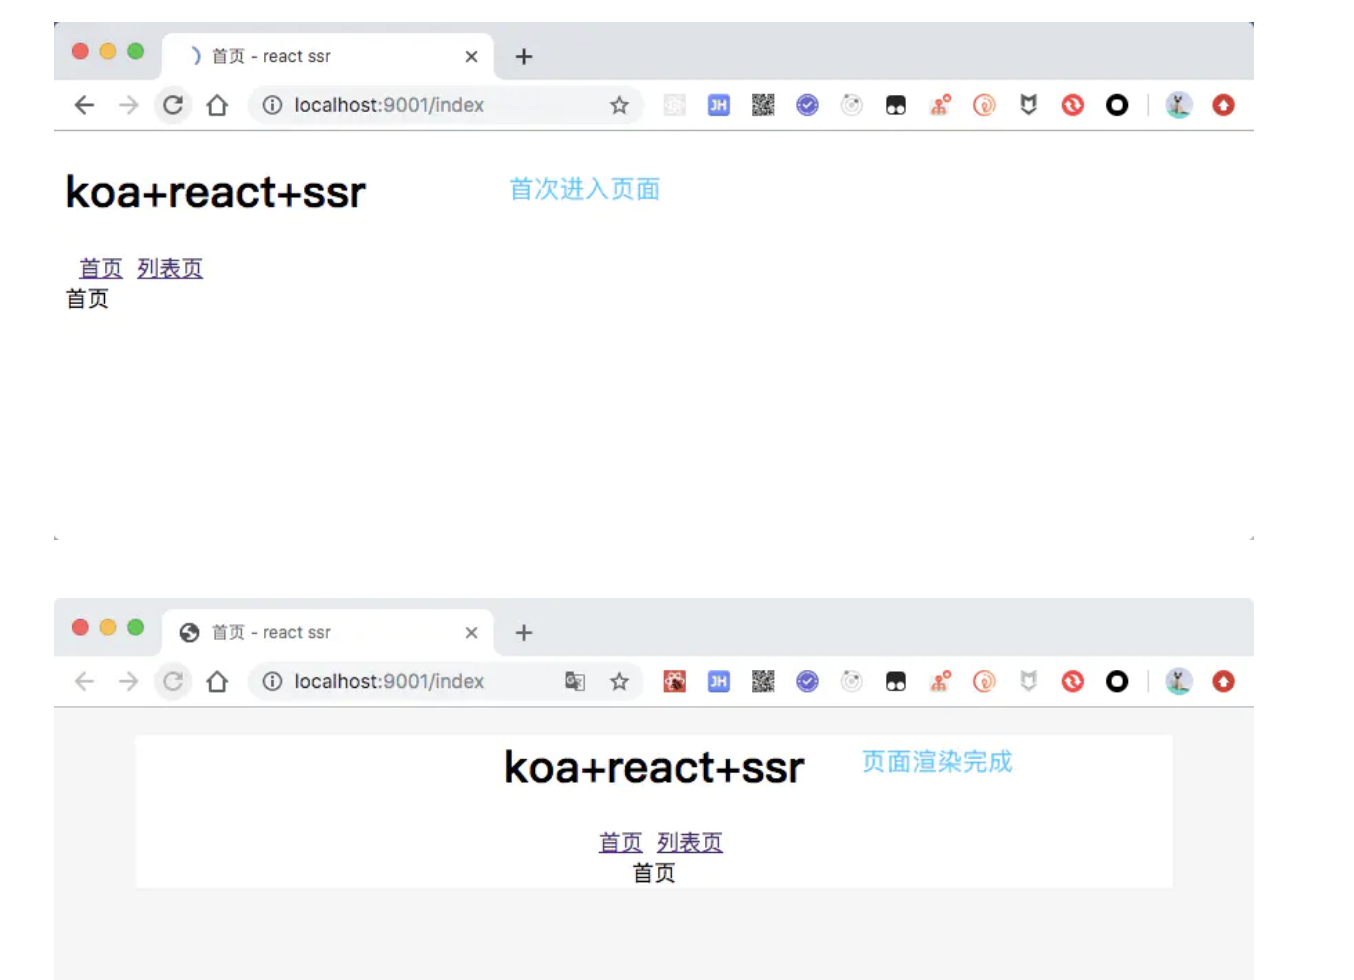 首页 - react ssr
localhost:9001/index
JH
koa+react+ssr
首次进入页面
首页 列表页
首页
首页 - react ssr
localhost:9001/index
JH
koa+react+ssr
页面渲染完成
首页 列表页
首页